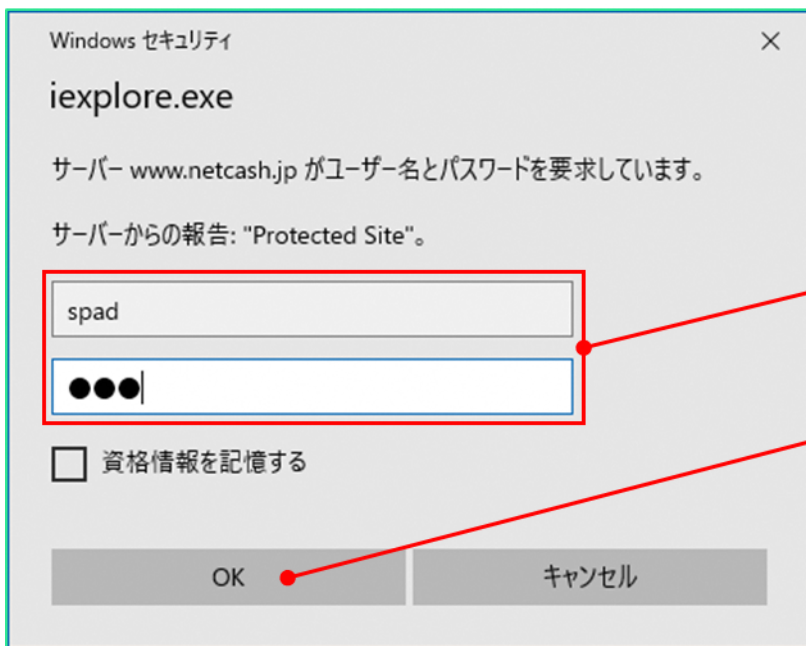 Windows セキュリティ
iexplore.exe
サーバー www.netcash.jp がユーザー名とパスワードを要求しています。
サーバーからの報告: "Protected Site"。
spad
●●●
資格情報を記憶する
OK キャンセル